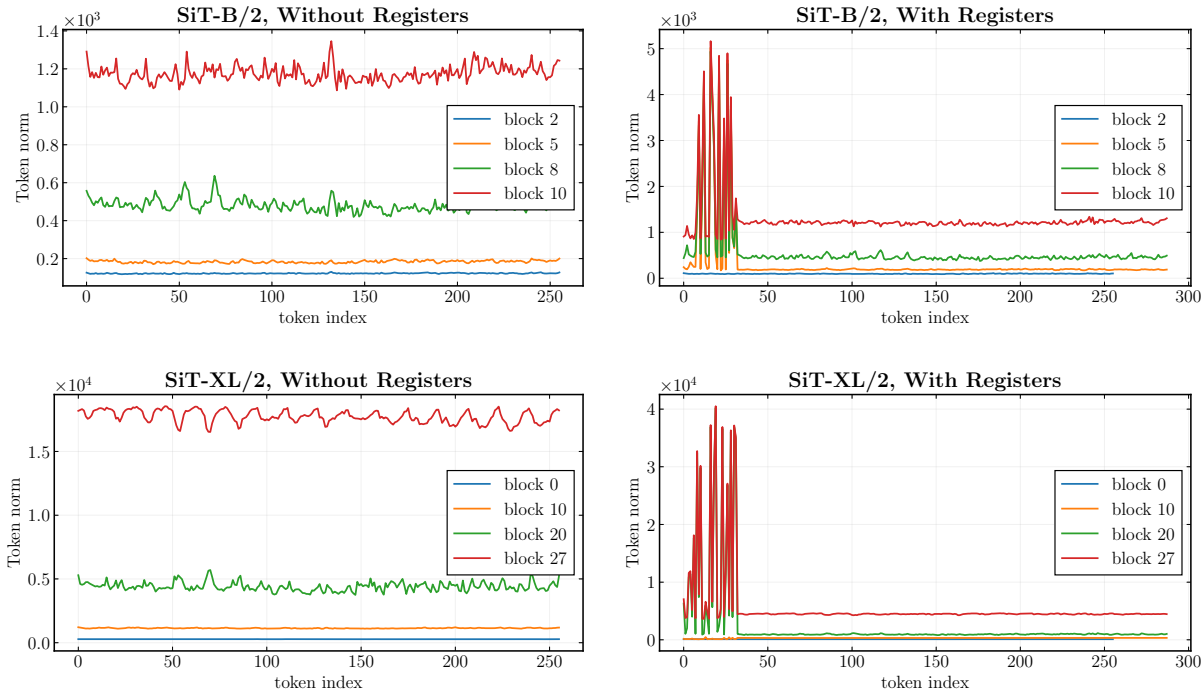 SiT-B/2, Without Registers
×10³
Token norm
1.4
1.2
1.0
0.8
0.6
0.4
0.2
0
50
100
150
200
250
token index
block 2
block 5
block 8
block 10
SiT-B/2, With Registers
×10³
Token norm
5
4
3
2
1
0
0
50
100
150
200
250
300
token index
block 2
block 5
block 8
block 10
SiT-XL/2, Without Registers
×10⁴
Token norm
1.5
1.0
0.5
0.0
0
50
100
150
200
250
token index
block 0
block 10
block 20
block 27
SiT-XL/2, With Registers
×10⁴
Token norm
4
3
2
1
0
0
50
100
150
200
250
300
token index
block 0
block 10
block 20
block 27